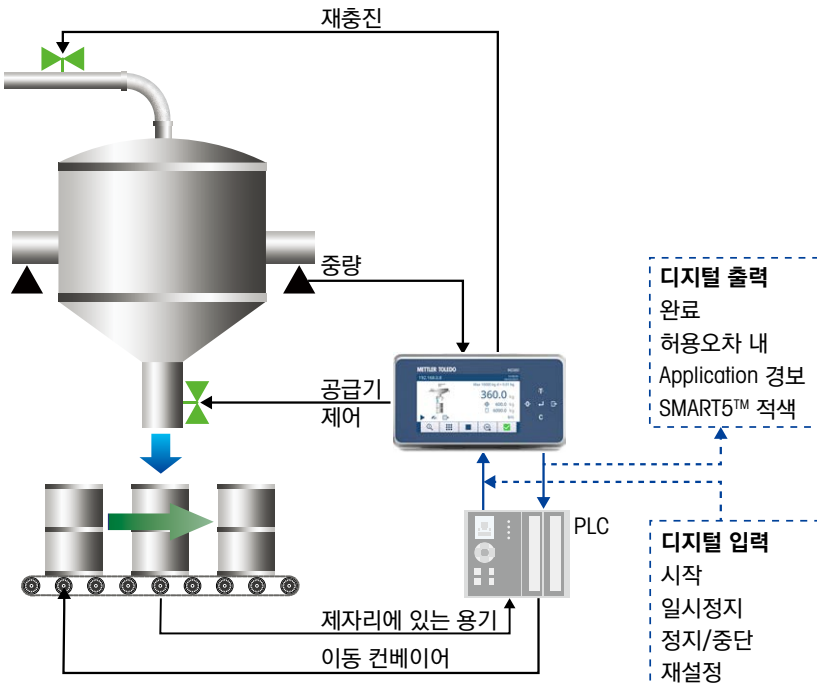 재충진
중량
METTLER TOLEDO
360.0 kg
공급기
제어
디지털 출력
완료
허용오차 내
Application 경보
SMART5™ 적색
PLC
디지털 입력
시작
일시정지
정지/중단
재설정
제자리에 있는 용기
이동 컨베이어